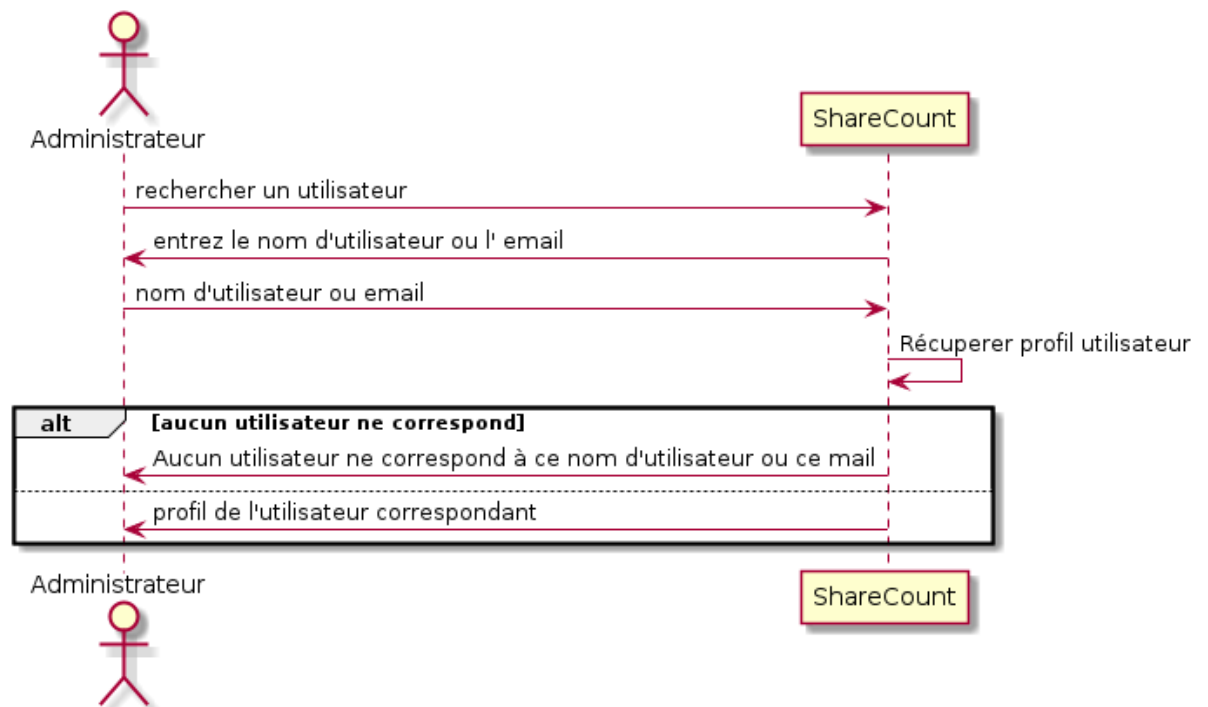 Administrateur
ShareCount
rechercher un utilisateur
entrez le nom d'utilisateur ou l' email
nom d'utilisateur ou email
Récuperer profil utilisateur
alt [aucun utilisateur ne correspond]
Aucun utilisateur ne correspond à ce nom d'utilisateur ou ce mail
profil de l'utilisateur correspondant
Administrateur
ShareCount